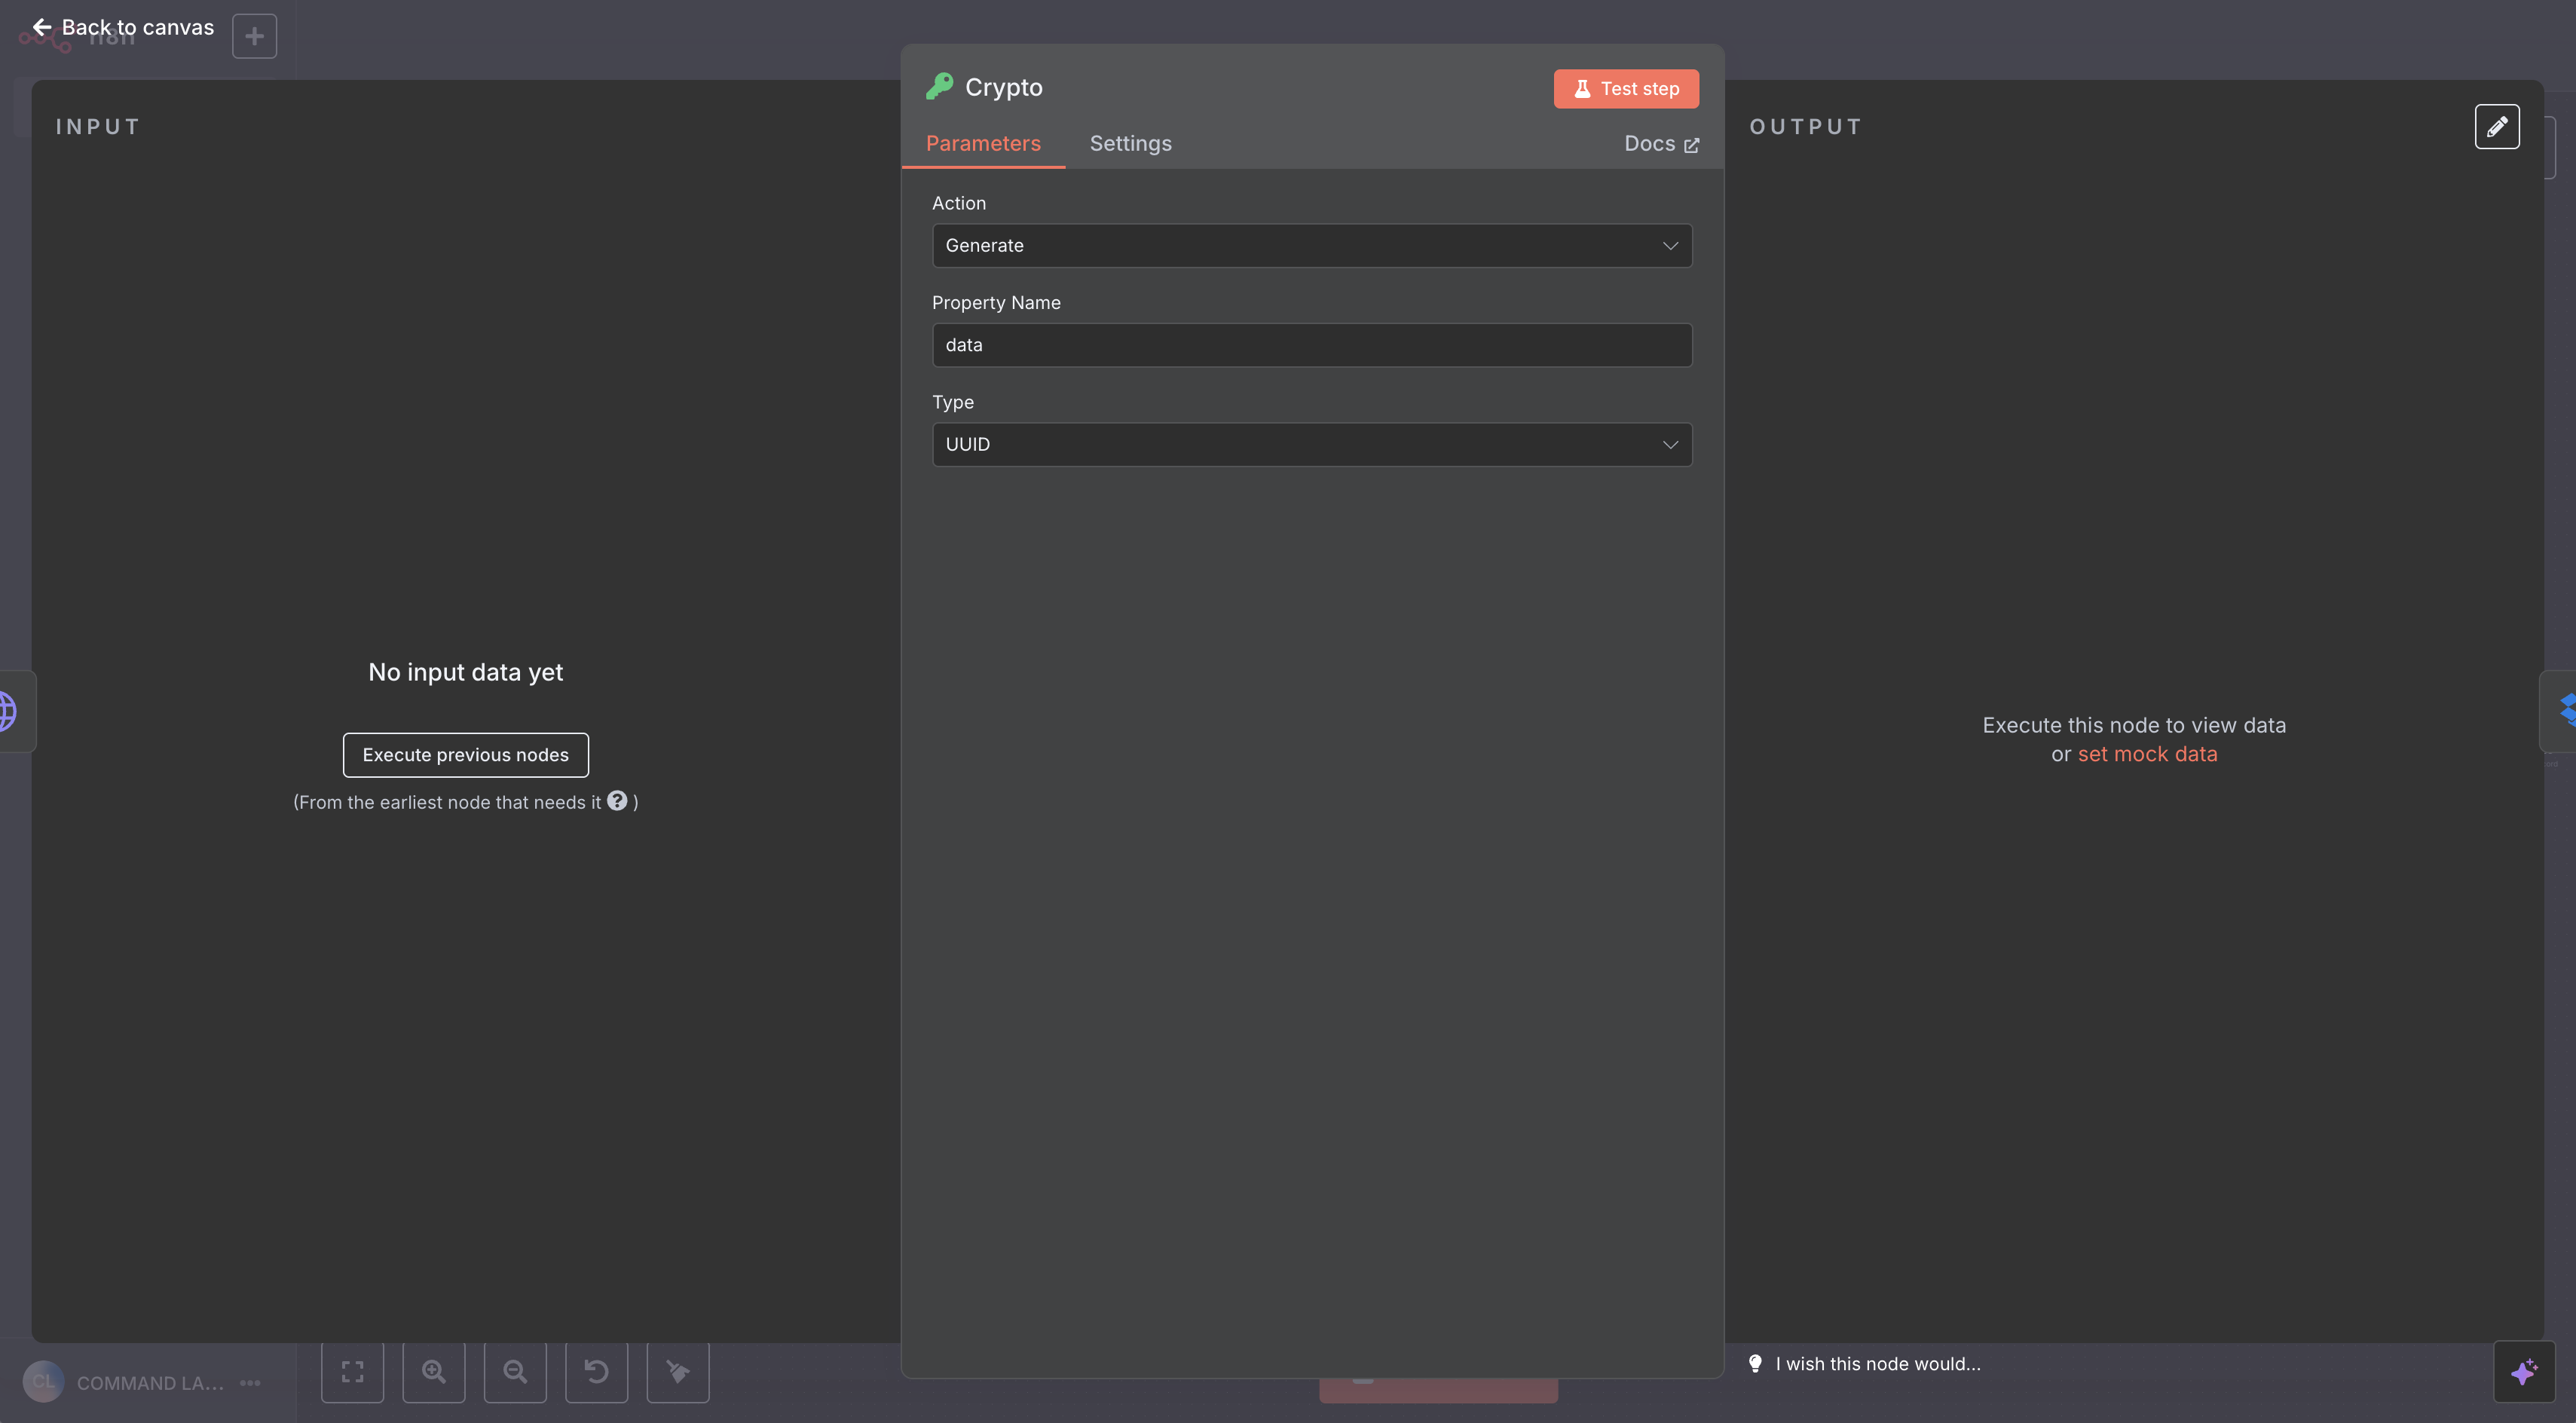 Back to canvas
n8n
INPUT
Crypto
Test step
OUTPUT
Parameters
Settings
Docs
Action
Generate
Property Name
data
Type
UUID
No input data yet
Execute previous nodes
(From the earliest node that needs it ? )
Execute this node to view data
or set mock data
I wish this node would...
CL
COMMAND LA...